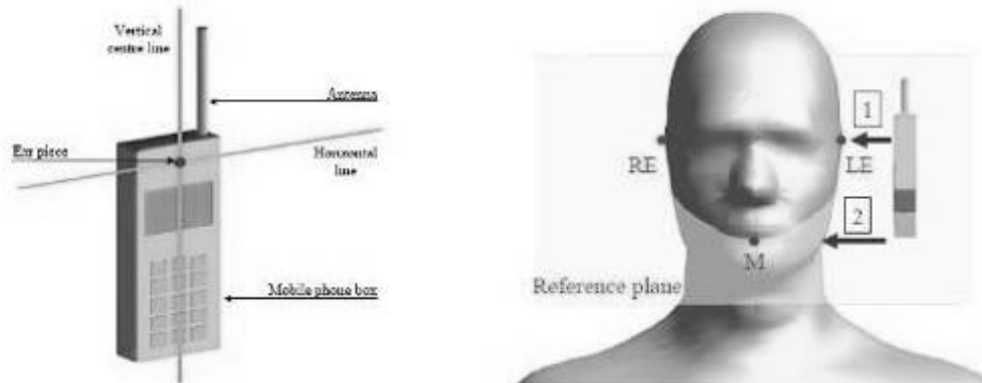 Vertical
centre line
Antenna
Ear piece
Horizontal
line
Mobile phone box
1
RE
LE
2
M
Reference plane